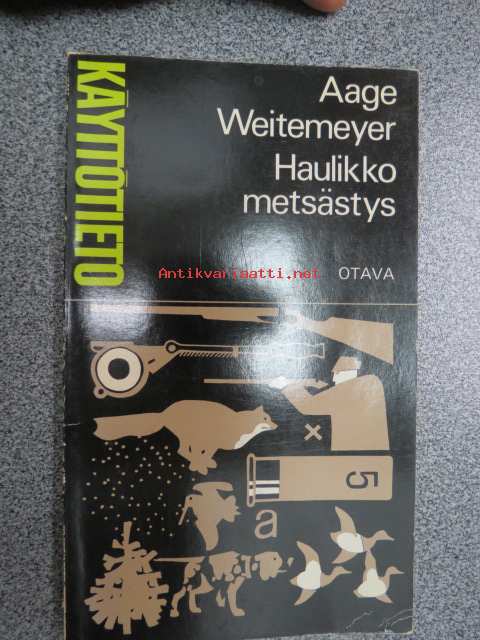 KÄYTTÖTIETO
Aage
Weitemeyer
Haulikko
metsästys
Antikvariaatti.net
OTAVA
5
a